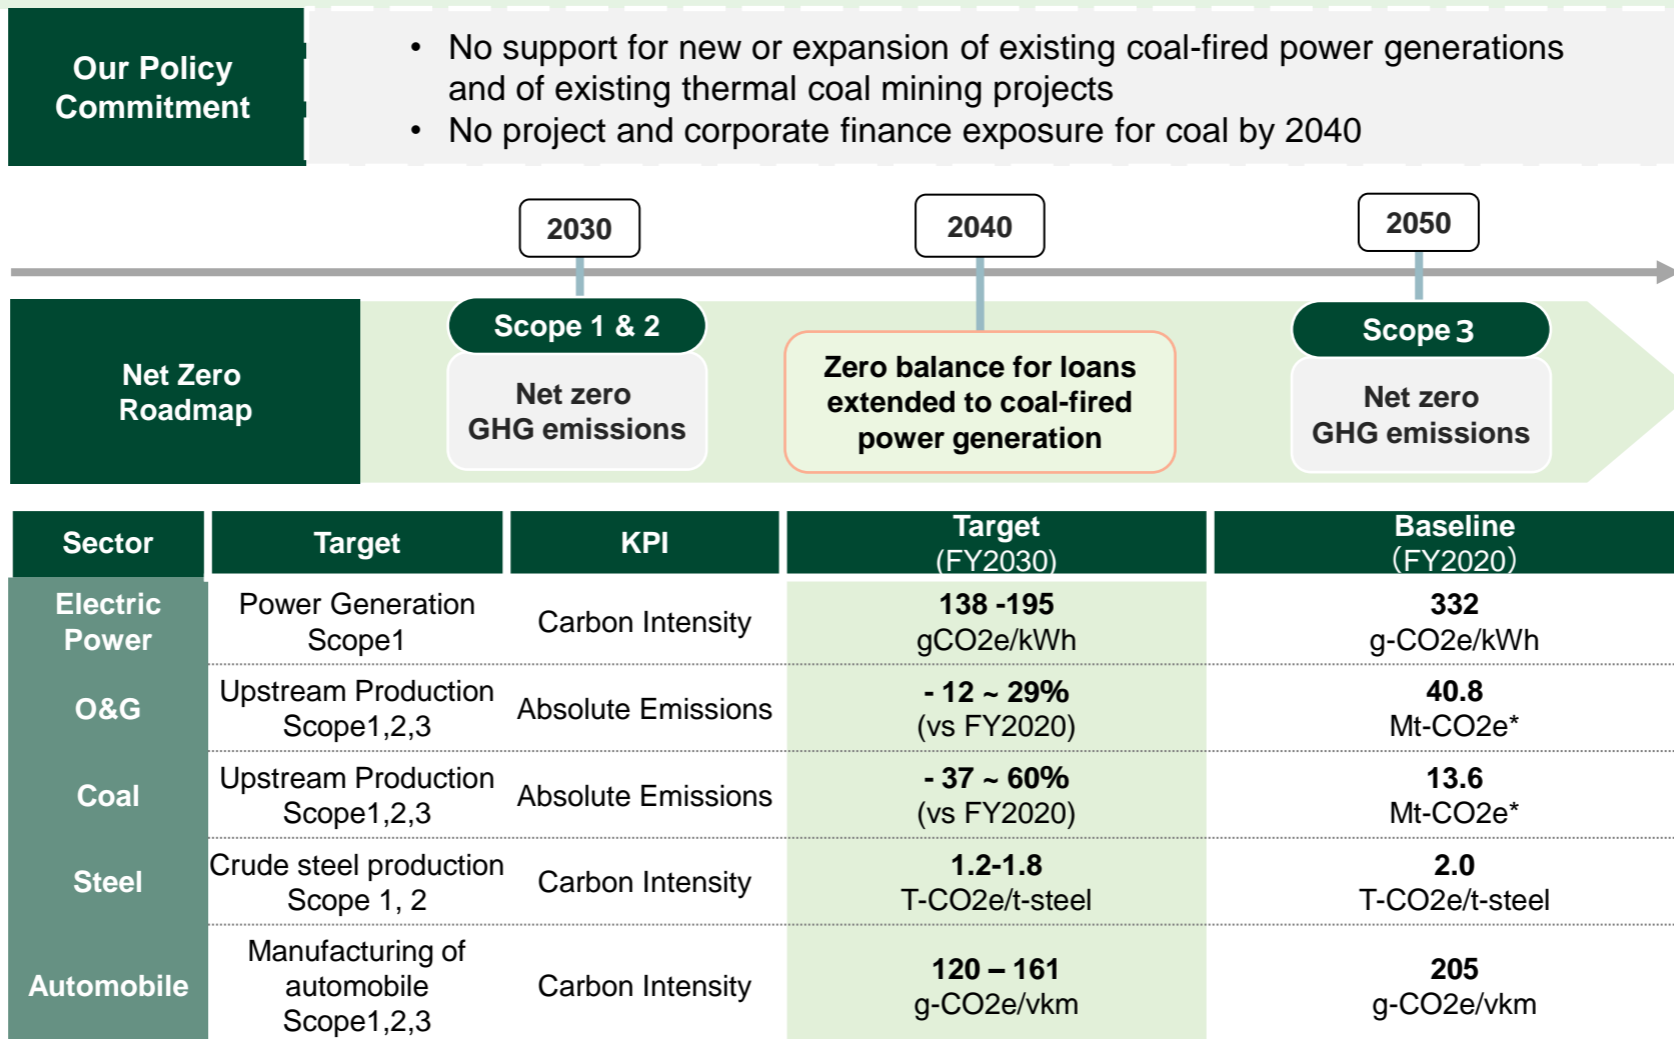 Our Policy
Commitment
• No support for new or expansion of existing coal-fired power generations
and of existing thermal coal mining projects
• No project and corporate finance exposure for coal by 2040
2030
2040
2050
Net Zero
Roadmap
Scope 1 & 2
Net zero
GHG emissions
Zero balance for loans
extended to coal-fired
power generation
Scope 3
Net zero
GHG emissions
Sector
Target
KPI
Target
(FY2030)
Baseline
(FY2020)
Electric
Power
Power Generation
Scope1
Carbon Intensity
138 -195
gCO2e/kWh
332
g-CO2e/kWh
O&G
Upstream Production
Scope1,2,3
Absolute Emissions
- 12 ~ 29%
(vs FY2020)
40.8
Mt-CO2e*
Coal
Upstream Production
Scope1,2,3
Absolute Emissions
- 37 ~ 60%
(vs FY2020)
13.6
Mt-CO2e*
Steel
Crude steel production
Scope 1, 2
Carbon Intensity
1.2-1.8
T-CO2e/t-steel
2.0
T-CO2e/t-steel
Automobile
Manufacturing of
automobile
Scope1,2,3
Carbon Intensity
120 – 161
g-CO2e/vkm
205
g-CO2e/vkm